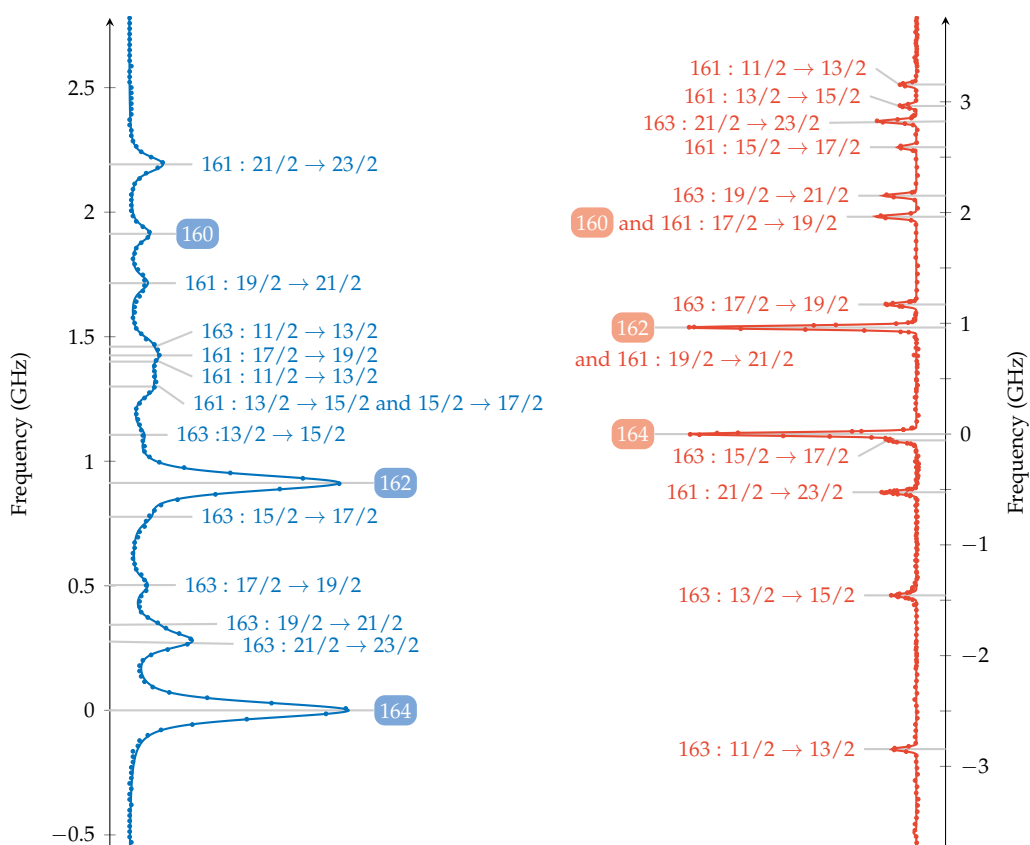 Frequency (GHz)
2.5
2
1.5
1
0.5
0
−0.5
161 : 21/2 → 23/2
160
161 : 19/2 → 21/2
163 : 11/2 → 13/2
161 : 17/2 → 19/2
161 : 11/2 → 13/2
161 : 13/2 → 15/2 and 15/2 → 17/2
163 :13/2 → 15/2
162
163 : 15/2 → 17/2
163 : 17/2 → 19/2
163 : 19/2 → 21/2
163 : 21/2 → 23/2
164
161 : 11/2 → 13/2
161 : 13/2 → 15/2
163 : 21/2 → 23/2
161 : 15/2 → 17/2
163 : 19/2 → 21/2
160 and 161 : 17/2 → 19/2
163 : 17/2 → 19/2
162
and 161 : 19/2 → 21/2
164
163 : 15/2 → 17/2
161 : 21/2 → 23/2
163 : 13/2 → 15/2
163 : 11/2 → 13/2
3
2
1
0
−1
−2
−3
Frequency (GHz)